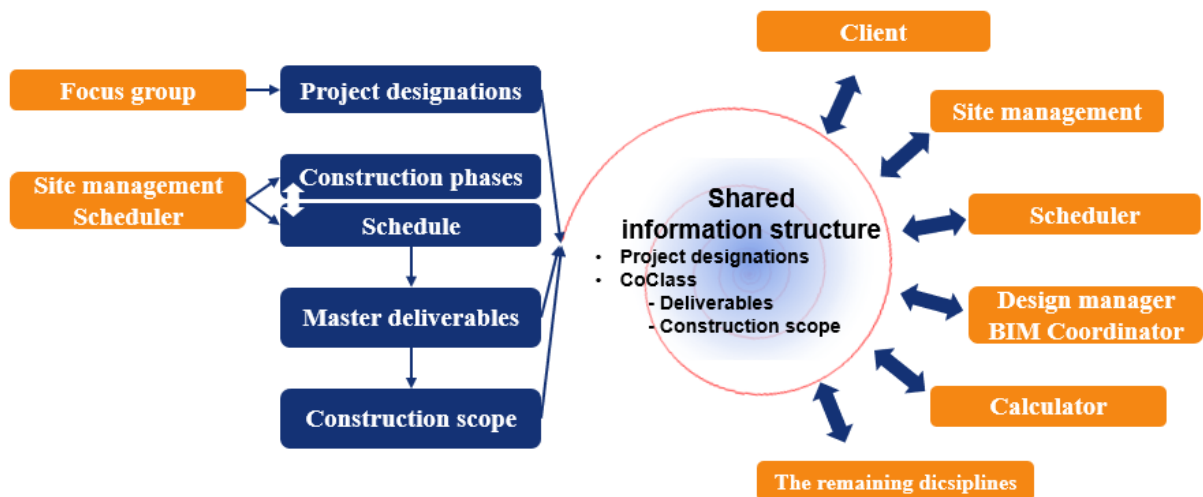 Client
Focus group
Project designations
Site management
Site management
Scheduler
Construction phases
Schedule
Shared
information structure
• Project designations
• CoClass
- Deliverables
- Construction scope
Scheduler
Master deliverables
Design manager
BIM Coordinator
Construction scope
Calculator
The remaining dicsiplines